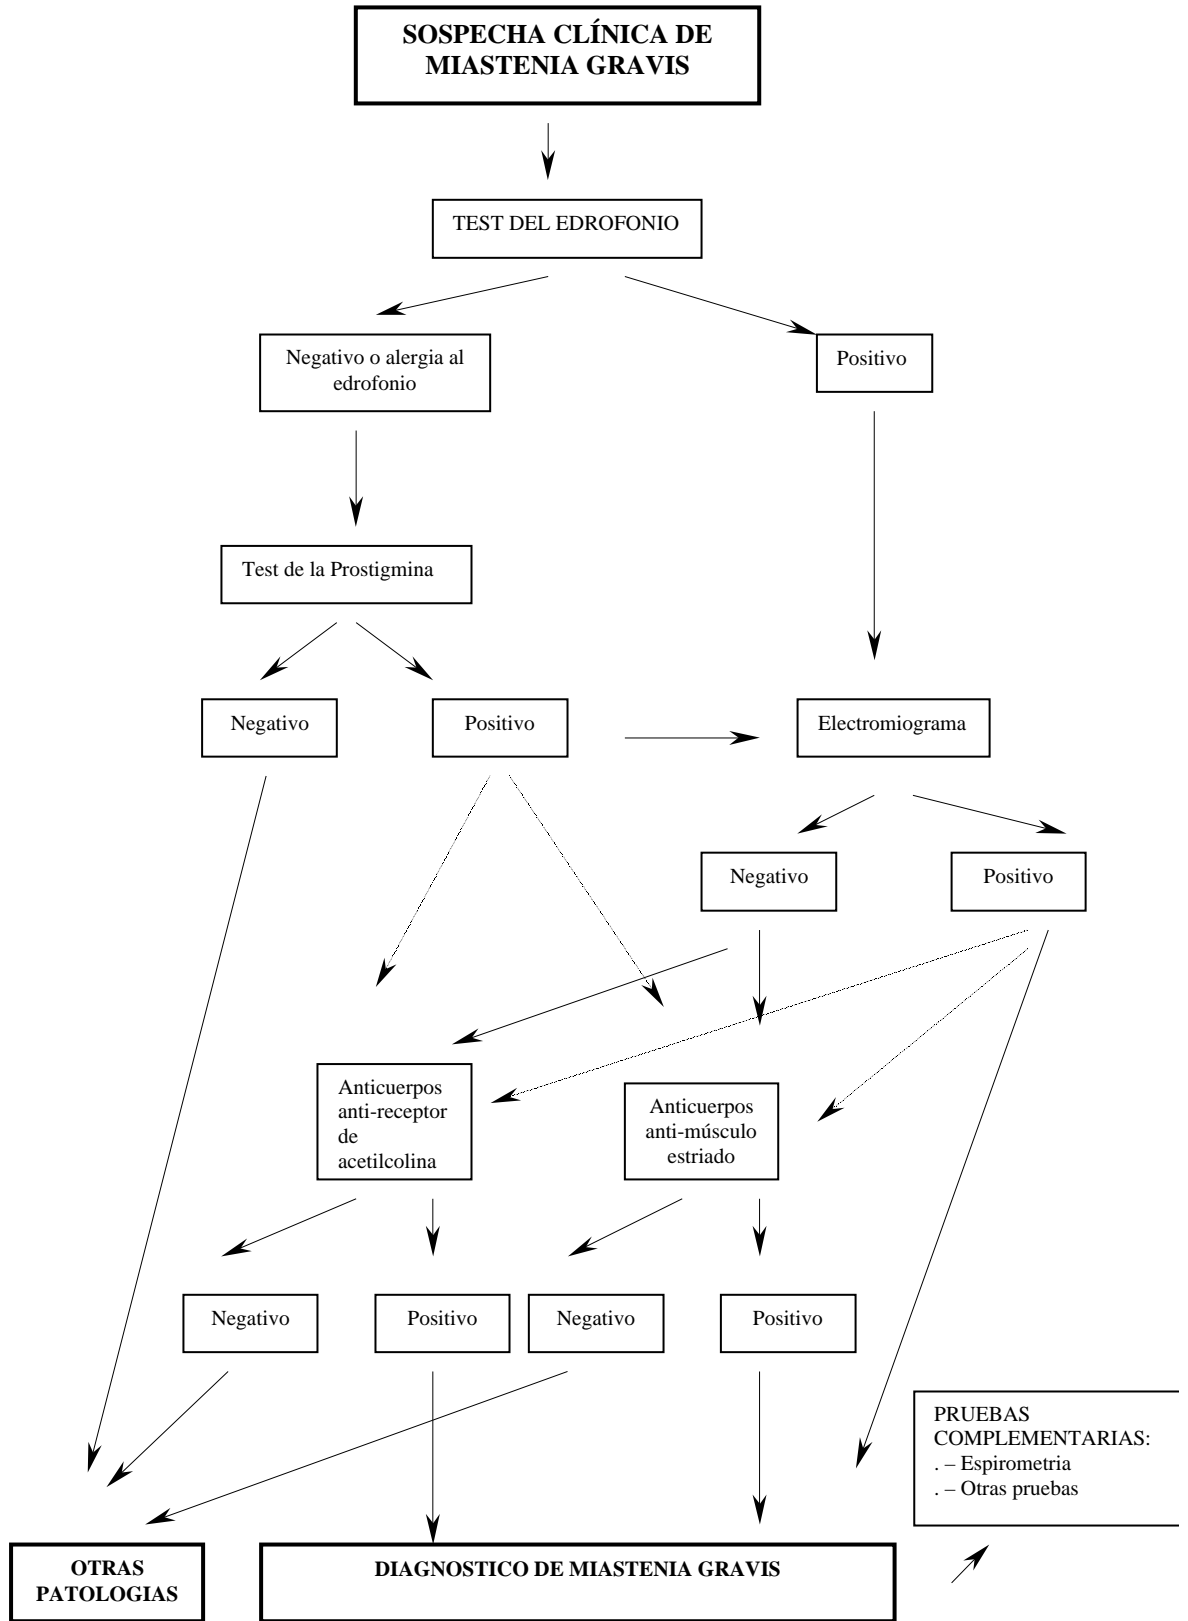 SOSPECHA CLÍNICA DE
MIASTENIA GRAVIS
TEST DEL EDROFONIO
Negativo o alergia al
edrofonio
Positivo
Test de la Prostigmina
Negativo
Positivo
Electromiograma
Negativo
Positivo
Anticuerpos
anti-receptor
de
acetilcolina
Anticuerpos
anti-músculo
estriado
Negativo
Positivo
Negativo
Positivo
PRUEBAS
COMPLEMENTARIAS:
. – Espirometria
. – Otras pruebas
OTRAS
PATOLOGIAS
DIAGNOSTICO DE MIASTENIA GRAVIS